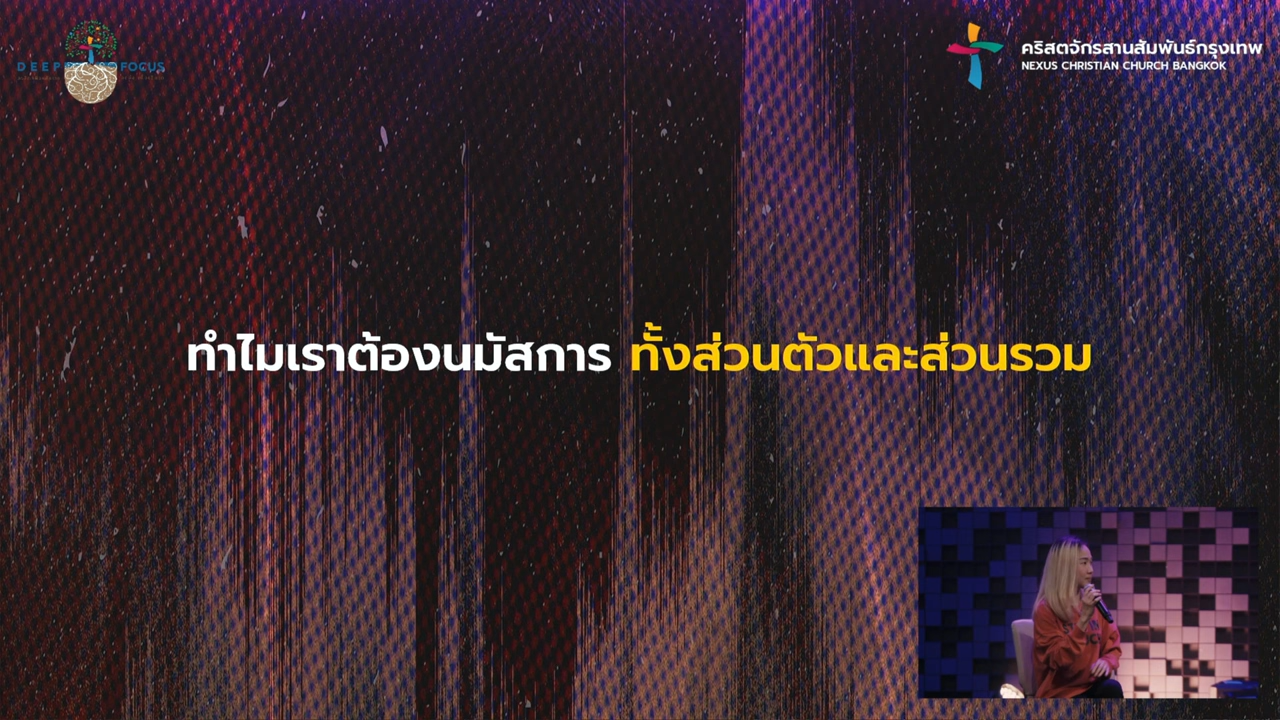 DEEP FOCUS
คริสตจักรสานสัมพันธ์กรุงเทพ
NEXUS CHRISTIAN CHURCH BANGKOK
ทำไมเราต้องนมัสการ ทั้งส่วนตัวและส่วนรวม